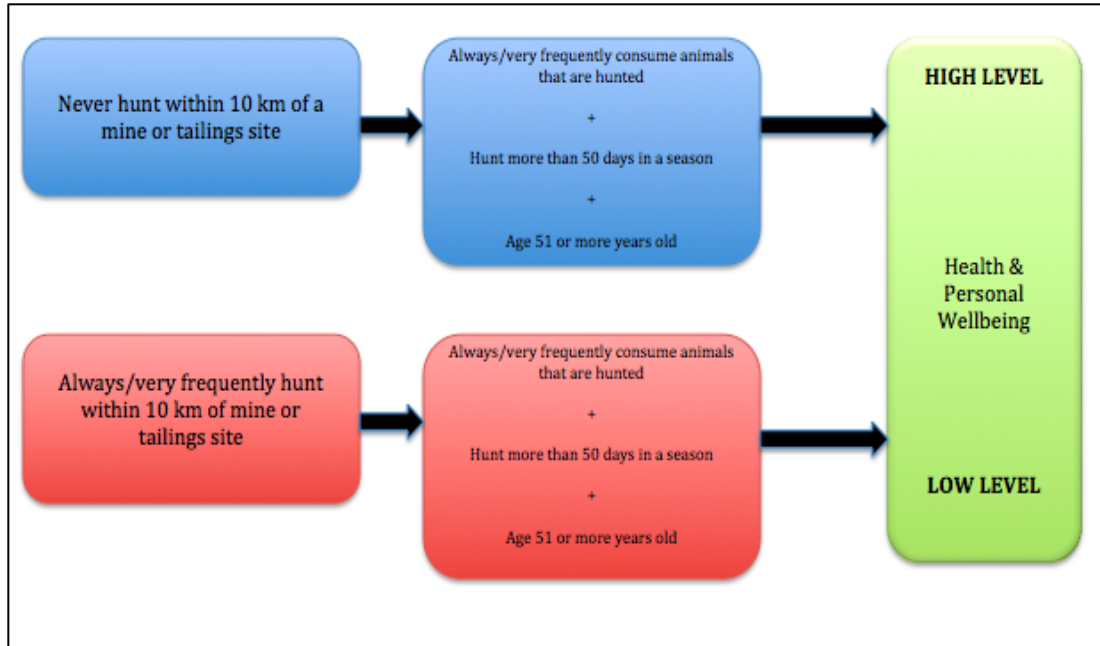 Never hunt within 10 km of a
mine or tailings site
Always/very frequently consume animals
that are hunted
+
Hunt more than 50 days in a season
+
Age 51 or more years old
HIGH LEVEL
Health &
Personal
Wellbeing
LOW LEVEL
Always/very frequently hunt
within 10 km of mine or
tailings site
Always/very frequently consume animals
that are hunted
+
Hunt more than 50 days in a season
+
Age 51 or more years old